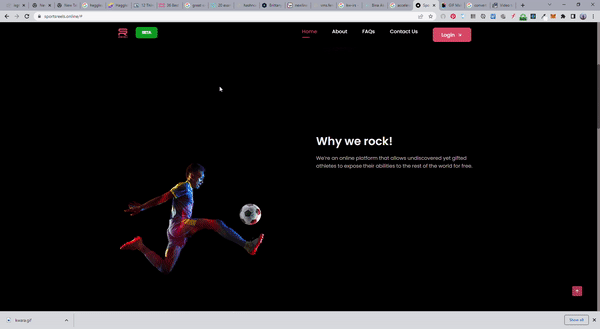 sportsreels.online/#
BETA
Home
About
FAQs
Contact Us
Login »
Why we rock!
We're an online platform that allows undiscovered yet gifted
athletes to expose their abilities to the rest of the world for free.
Show all